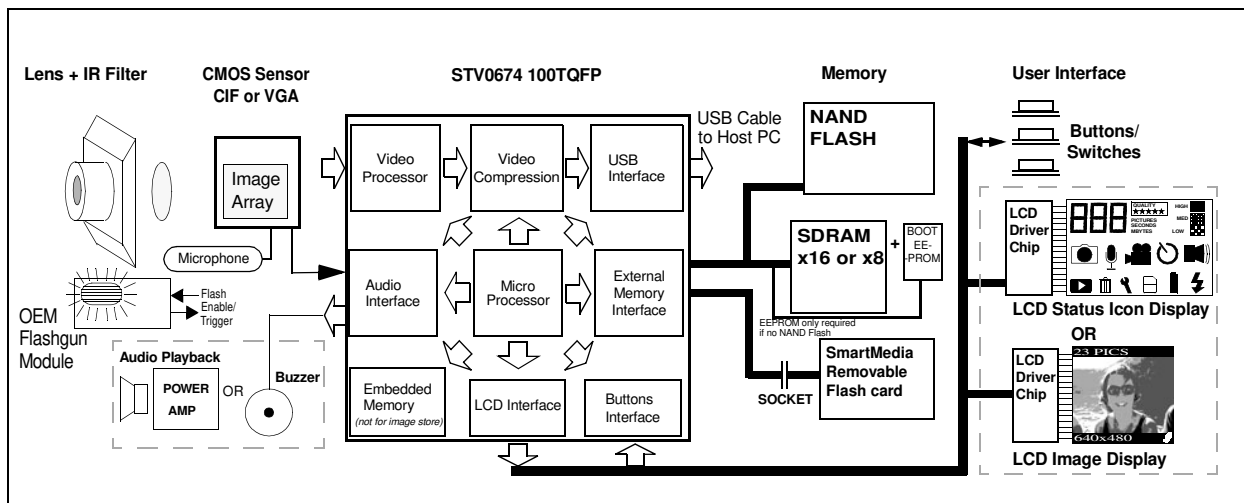 Lens + IR Filter
CMOS Sensor
CIF or VGA
STV0674 100TQFP
Memory
User Interface
Image
Array
Microphone
OEM
Flashgun
Module
Flash
Enable/
Trigger
Audio Playback
POWER
AMP
OR
Buzzer
Video
Processor
Video
Compression
USB
Interface
Audio
Interface
Micro
Processor
External
Memory
Interface
Embedded
Memory
(not for image store)
LCD Interface
Buttons
Interface
USB Cable
to Host PC
NAND
FLASH
SDRAM
x16 or x8
+
BOOT
EE-
-PROM
EEPROM only required
if no NAND Flash
SOCKET
SmartMedia
Removable
Flash card
Buttons/
Switches
LCD
Driver
Chip
888
QUALITY
★★★★★
PICTURES
SECONDS
MBYTES
HIGH
MED
LOW
LCD Status Icon Display
OR
LCD
Driver
Chip
23 PICS
640x480
LCD Image Display